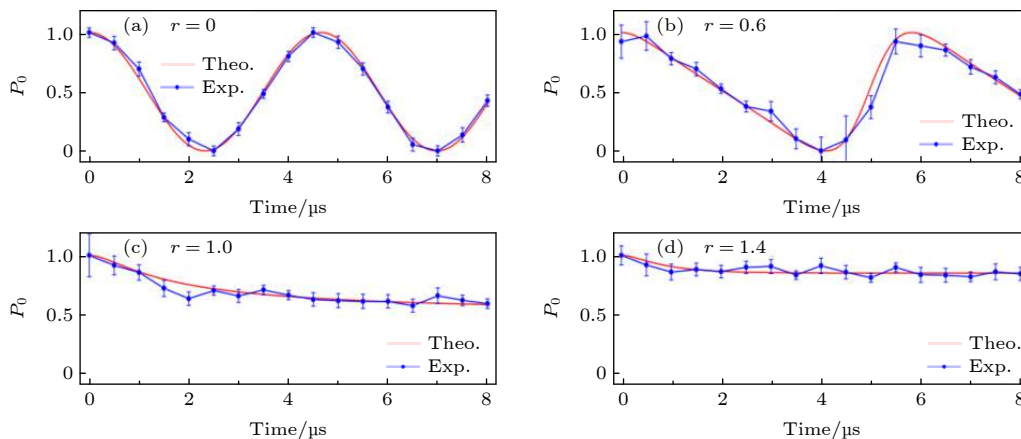 (a) r = 0
P0
1.0
0.5
0
Theo.
Exp.
0 2 4 6 8
Time/µs
(b) r = 0.6
P0
1.0
0.5
0
Theo.
Exp.
0 2 4 6 8
Time/µs
(c) r = 1.0
P0
1.0
0.5
0
Theo.
Exp.
0 2 4 6 8
Time/µs
(d) r = 1.4
P0
1.0
0.5
0
Theo.
Exp.
0 2 4 6 8
Time/µs